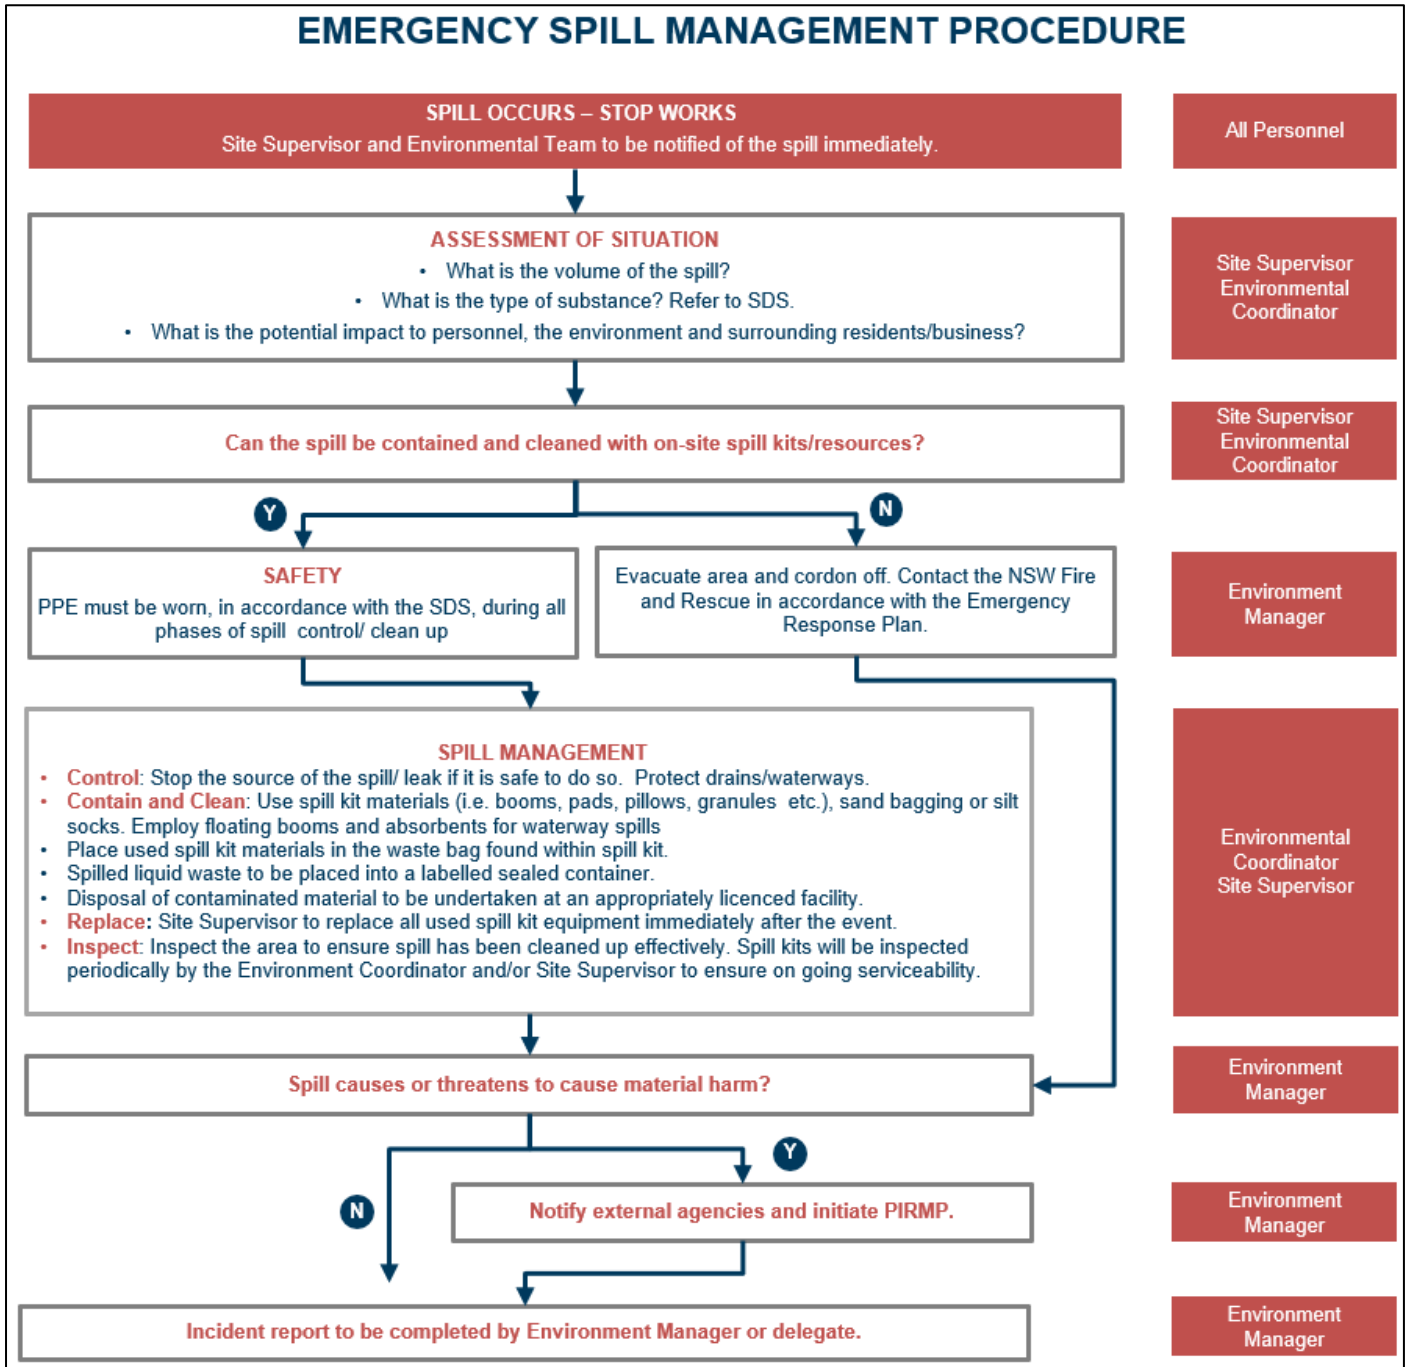 EMERGENCY SPILL MANAGEMENT PROCEDURE
SPILL OCCURS – STOP WORKS
Site Supervisor and Environmental Team to be notified of the spill immediately.
All Personnel
ASSESSMENT OF SITUATION
• What is the volume of the spill?
• What is the type of substance? Refer to SDS.
• What is the potential impact to personnel, the environment and surrounding residents/business?
Site Supervisor
Environmental
Coordinator
Can the spill be contained and cleaned with on-site spill kits/resources?
Site Supervisor
Environmental
Coordinator
Y
N
SAFETY
PPE must be worn, in accordance with the SDS, during all
phases of spill control/ clean up
Evacuate area and cordon off. Contact the NSW Fire
and Rescue in accordance with the Emergency
Response Plan.
Environment
Manager
SPILL MANAGEMENT
• Control: Stop the source of the spill/ leak if it is safe to do so. Protect drains/waterways.
• Contain and Clean: Use spill kit materials (i.e. booms, pads, pillows, granules etc.), sand bagging or silt
socks. Employ floating booms and absorbents for waterway spills
• Place used spill kit materials in the waste bag found within spill kit.
• Spilled liquid waste to be placed into a labelled sealed container.
• Disposal of contaminated material to be undertaken at an appropriately licenced facility.
• Replace: Site Supervisor to replace all used spill kit equipment immediately after the event.
• Inspect: Inspect the area to ensure spill has been cleaned up effectively. Spill kits will be inspected
periodically by the Environment Coordinator and/or Site Supervisor to ensure on going serviceability.
Environmental
Coordinator
Site Supervisor
Spill causes or threatens to cause material harm?
Environment
Manager
Y
N
Notify external agencies and initiate PIRMP.
Environment
Manager
Incident report to be completed by Environment Manager or delegate.
Environment
Manager